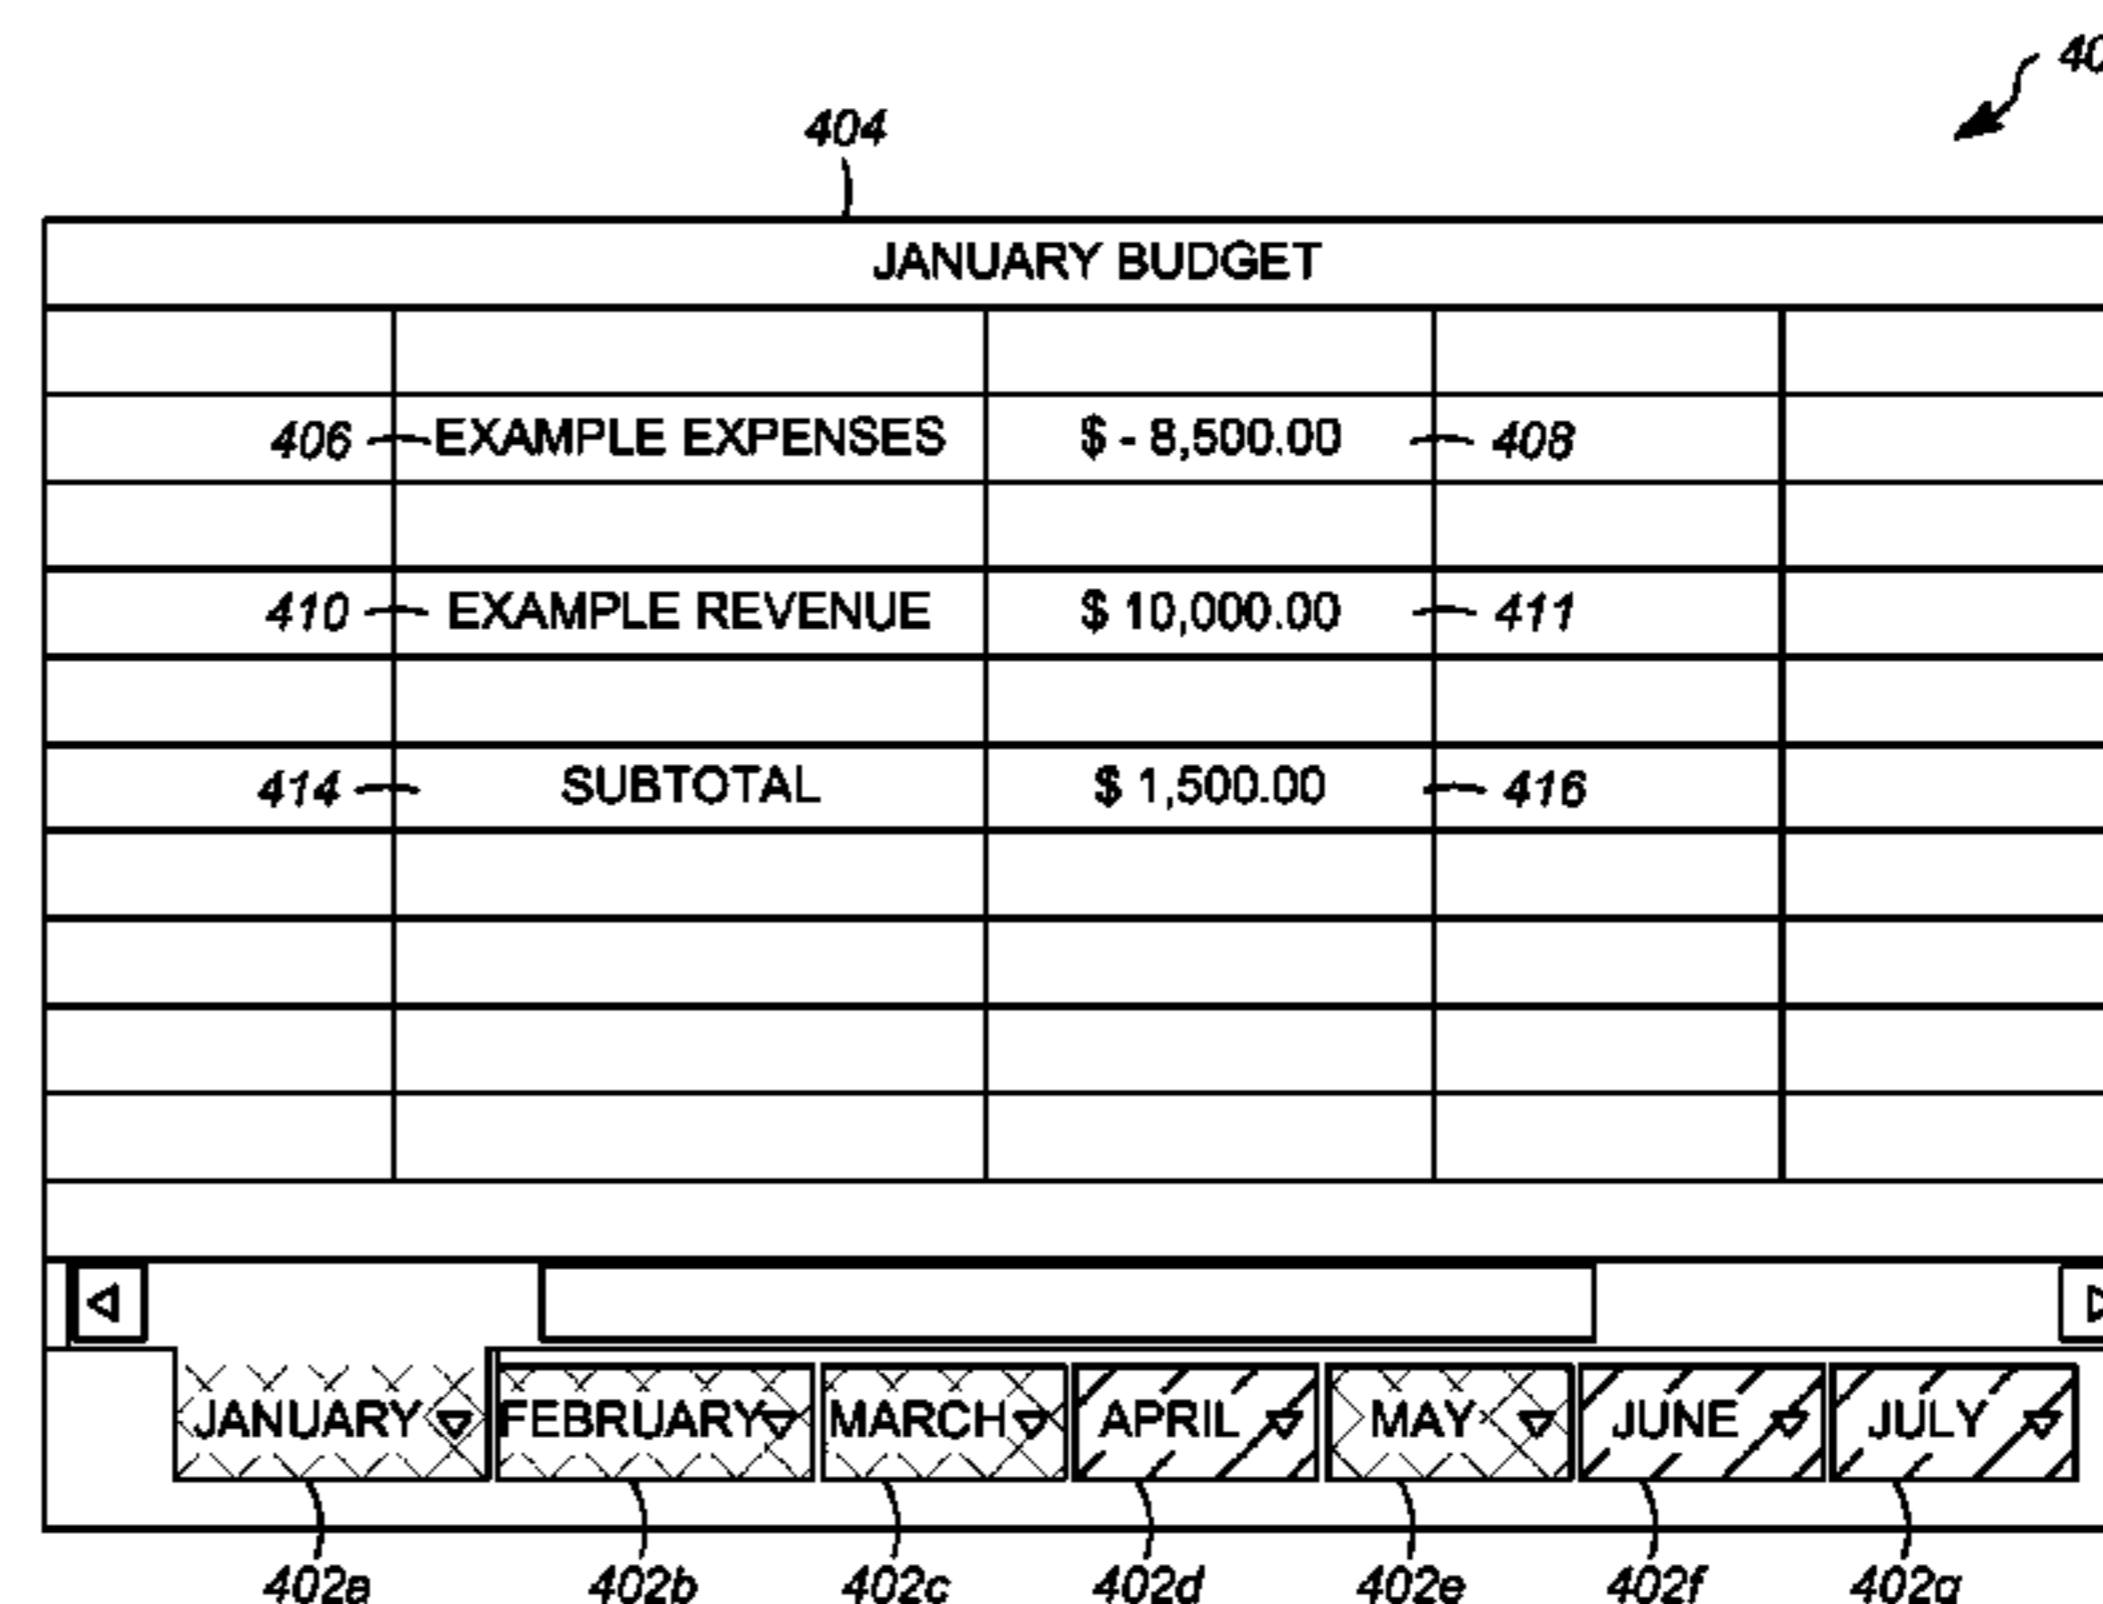 404
JANUARY BUDGET
406 EXAMPLE EXPENSES $ - 8,500.00 408
410 EXAMPLE REVENUE $ 10,000.00 411
414 SUBTOTAL $ 1,500.00 416
JANUARY FEBRUARY MARCH APRIL MAY JUNE JULY
402a 402b 402c 402d 402e 402f 402g